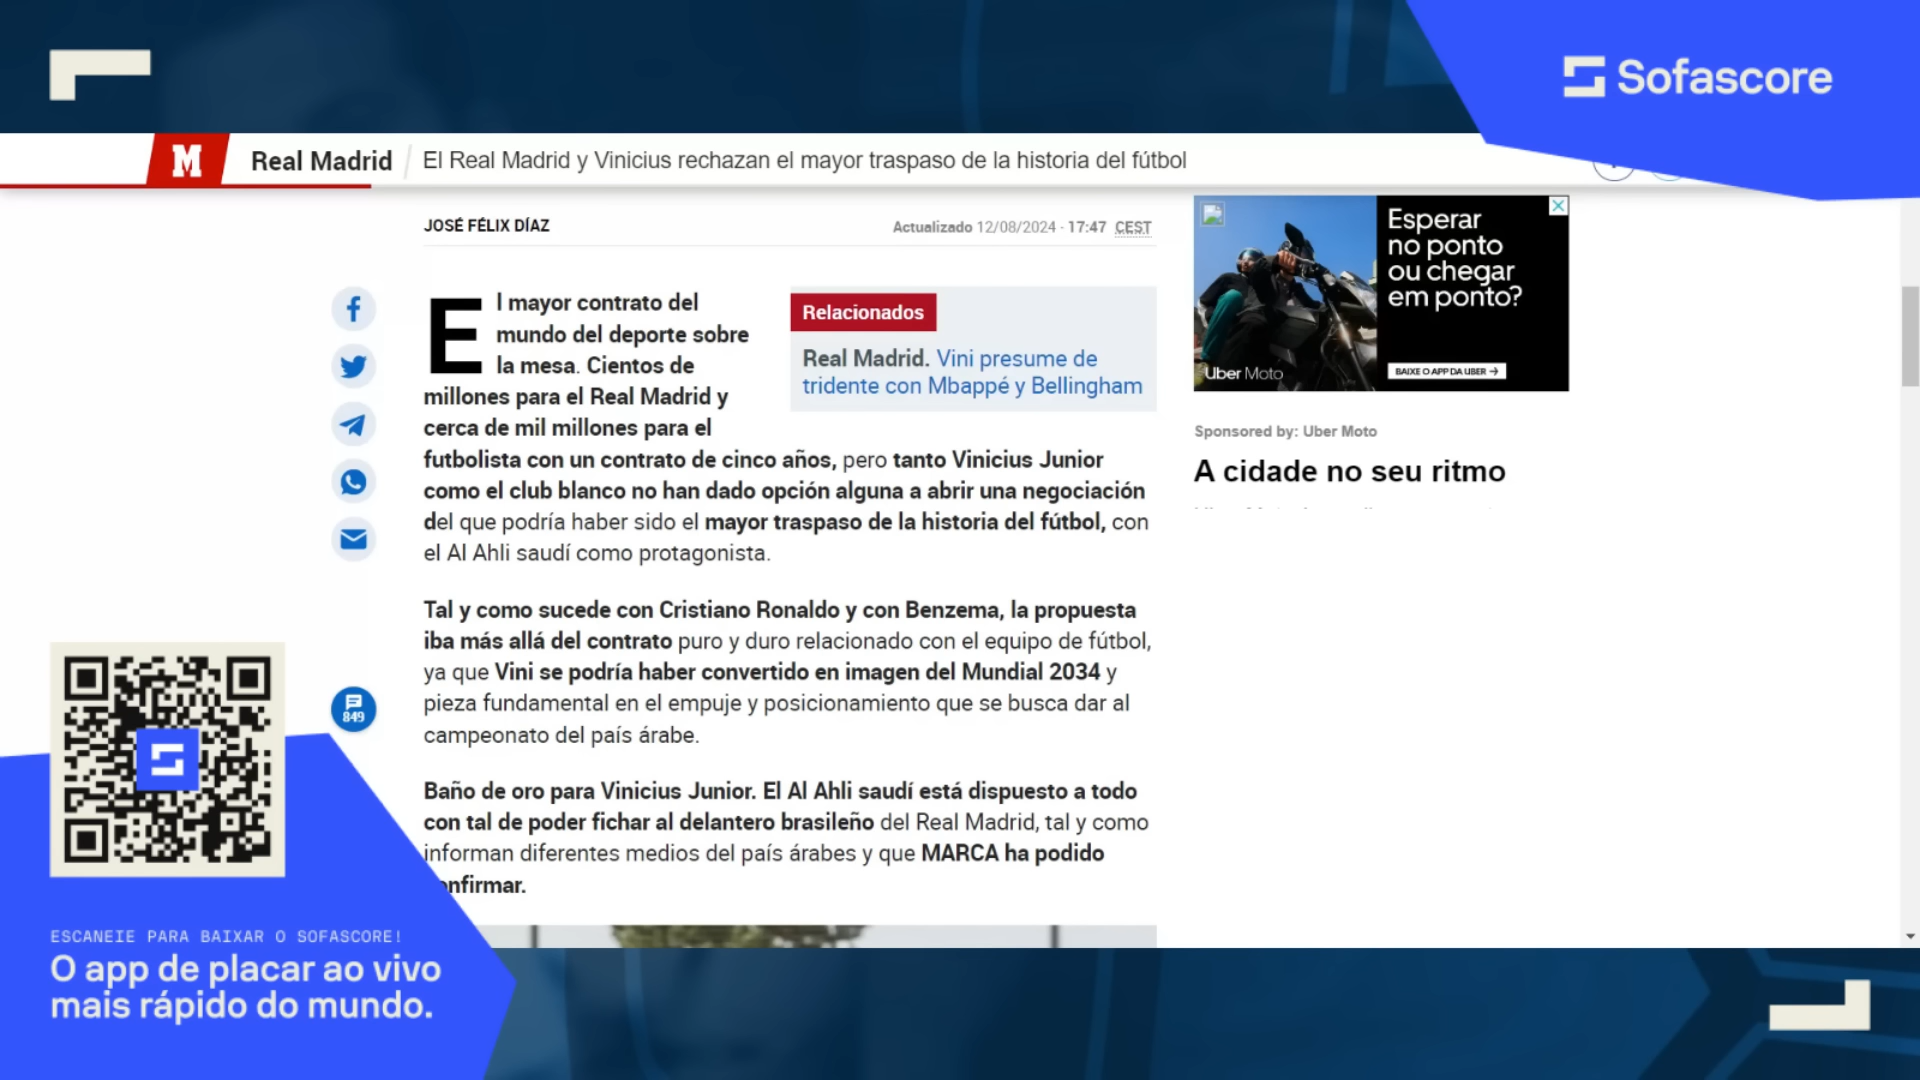 Sofascore
M
Real Madrid
El Real Madrid y Vinicius rechazan el mayor traspaso de la historia del fútbol
JOSÉ FÉLIX DÍAZ
Actualizado 12/08/2024 - 17:47 CEST
El mayor contrato del
mundo del deporte sobre
la mesa. Cientos de
millones para el Real Madrid y
cerca de mil millones para el
futbolista con un contrato de cinco años, pero tanto Vinicius Junior
como el club blanco no han dado opción alguna a abrir una negociación
del que podría haber sido el mayor traspaso de la historia del fútbol, con
el Al Ahli saudí como protagonista.
Relacionados
Real Madrid. Vini presume de
tridente con Mbappé y Bellingham
Tal y como sucede con Cristiano Ronaldo y con Benzema, la propuesta
iba más allá del contrato puro y duro relacionado con el equipo de fútbol,
ya que Vini se podría haber convertido en imagen del Mundial 2034 y
pieza fundamental en el empuje y posicionamiento que se busca dar al
campeonato del país árabe.
849
Baño de oro para Vinicius Junior. El Al Ahli saudí está dispuesto a todo
con tal de poder fichar al delantero brasileño del Real Madrid, tal y como
informan diferentes medios del país árabes y que MARCA ha podido
onfirmar.
Esperar
no ponto
ou chegar
em ponto?
Uber Moto
BAIXE O APP DA UBER →
Sponsored by: Uber Moto
A cidade no seu ritmo
ESCANEIE PARA BAIXAR O SOFASCORE!
O app de placar ao vivo
mais rápido do mundo.